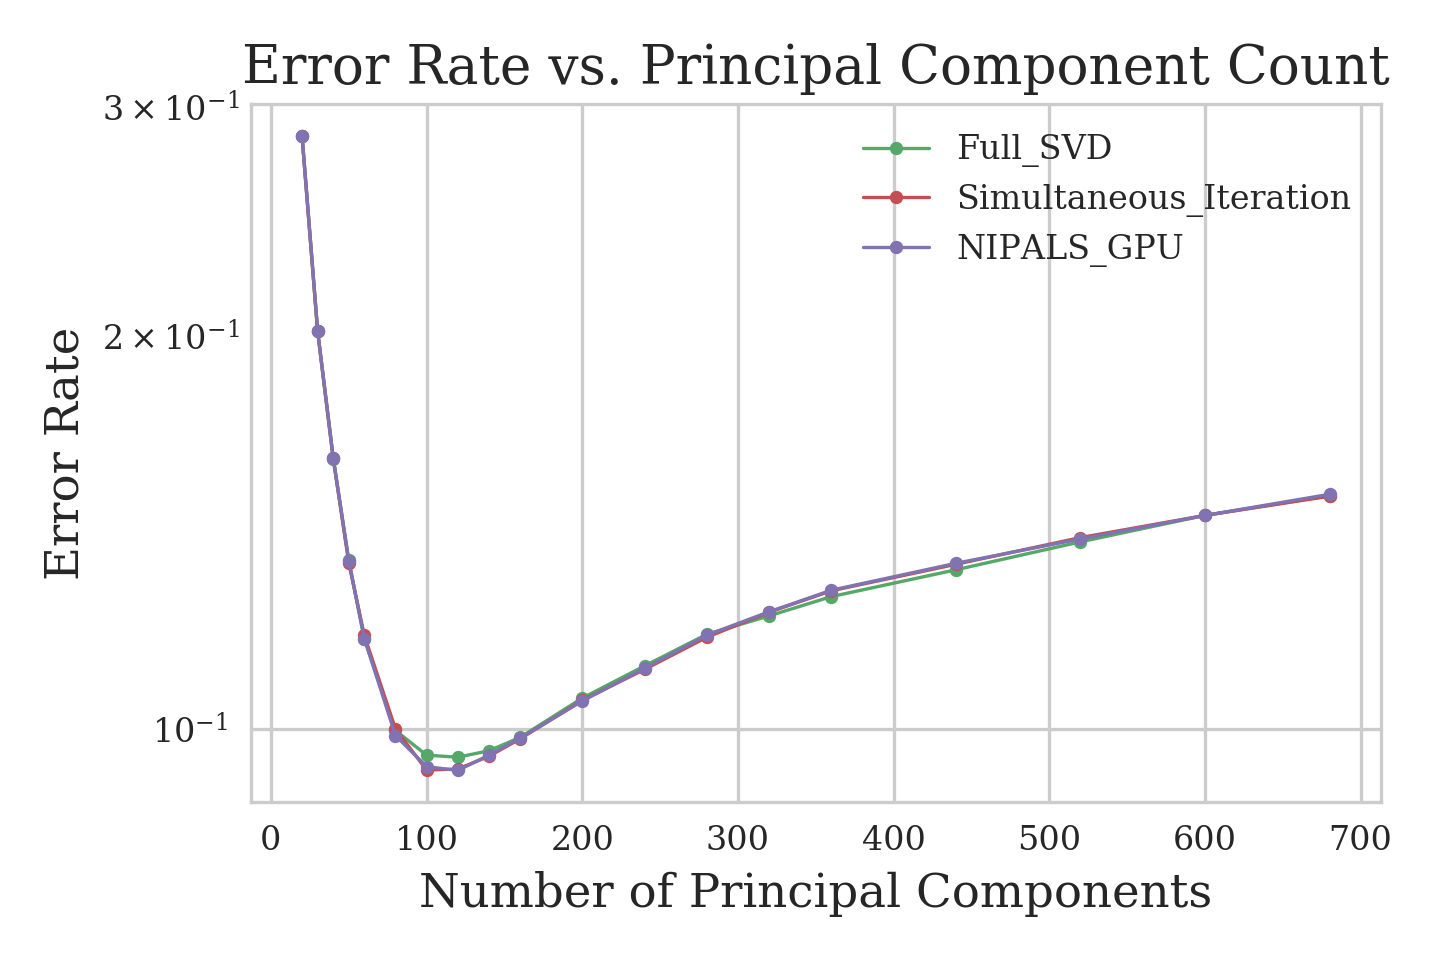 Error Rate vs. Principal Component Count
3 × 10⁻¹
2 × 10⁻¹
10⁻¹
Error Rate
Full_SVD
Simultaneous_Iteration
NIPALS_GPU
0 100 200 300 400 500 600 700
Number of Principal Components